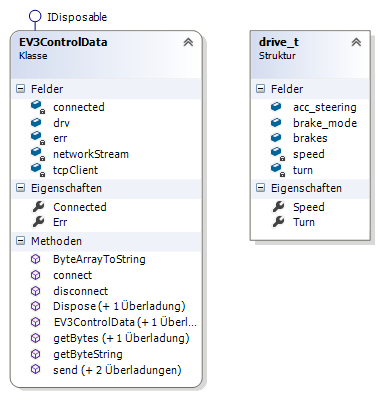 IDisposable
EV3ControlData
Klasse
Felder
connected
drv
err
networkStream
tcpClient
Eigenschaften
Connected
Err
Methoden
ByteArrayToString
connect
disconnect
Dispose (+ 1 Überladung)
EV3ControlData (+ 1 Überl...
getBytes (+ 1 Überladung)
getByteString
send (+ 2 Überladungen)
drive_t
Struktur
Felder
acc_steering
brake_mode
brakes
speed
turn
Eigenschaften
Speed
Turn